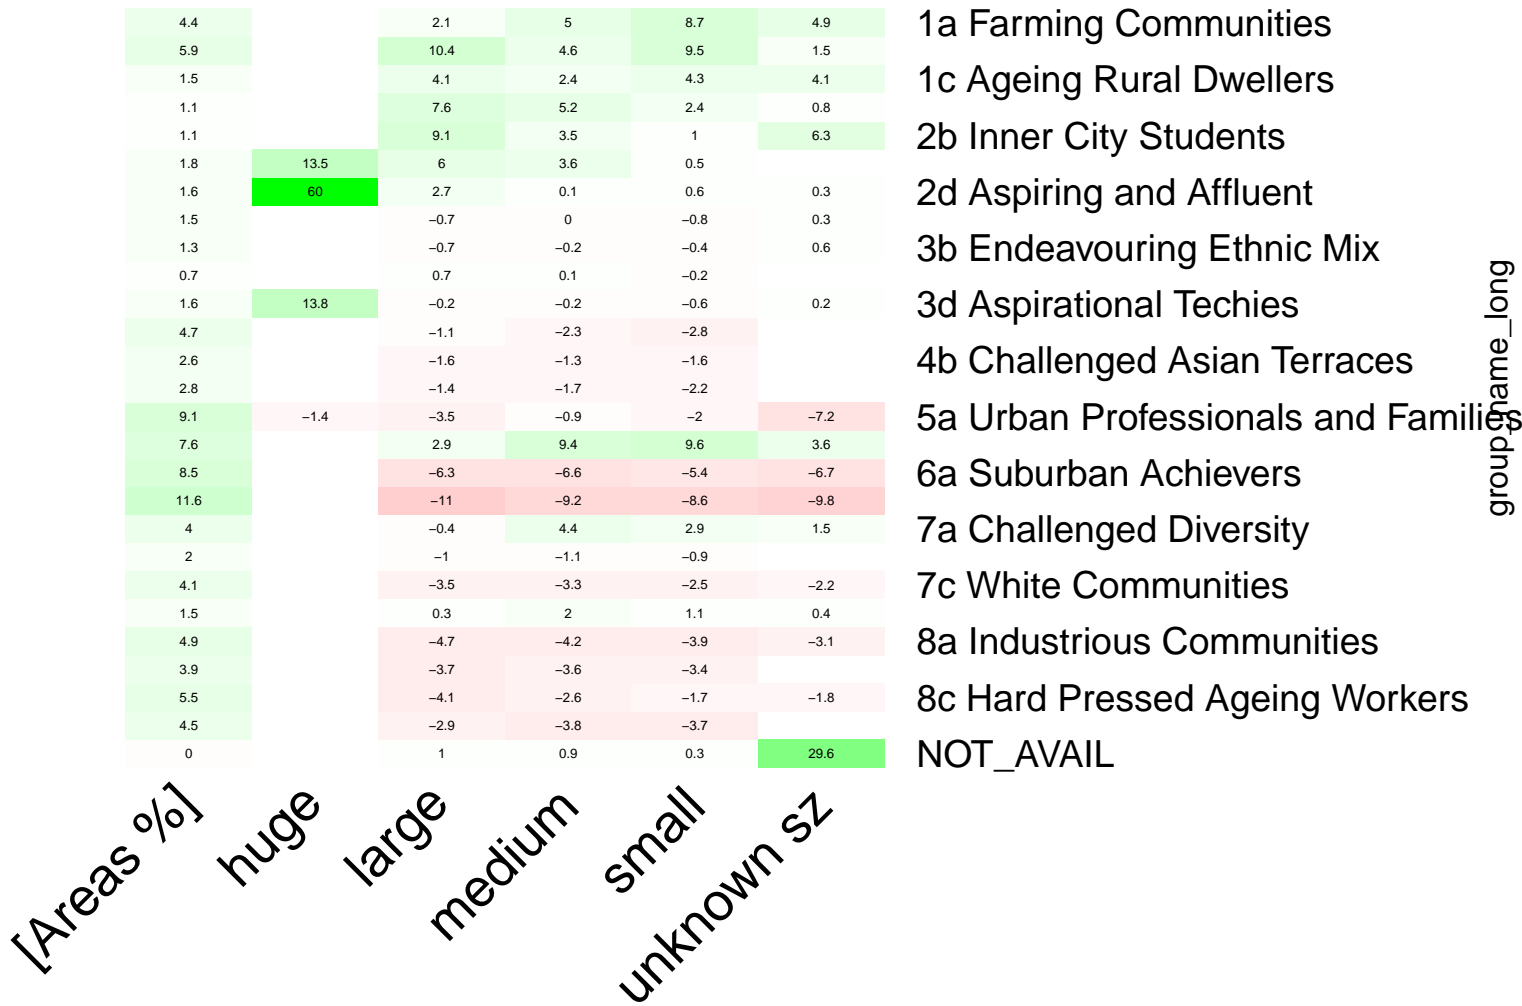 4.4 2.1 5 8.7 4.9 1a Farming Communities
5.9 10.4 4.6 9.5 1.5
1.5 4.1 2.4 4.3 4.1 1c Ageing Rural Dwellers
1.1 7.6 5.2 2.4 0.8
1.1 9.1 3.5 1 6.3 2b Inner City Students
1.8 13.5 6 3.6 0.5
1.6 60 2.7 0.1 0.6 0.3 2d Aspiring and Affluent
1.5 −0.7 0 −0.8 0.3
1.3 −0.7 −0.2 −0.4 0.6 3b Endeavouring Ethnic Mix
0.7 0.7 0.1 −0.2
1.6 13.8 −0.2 −0.2 −0.6 0.2 3d Aspirational Techies
4.7 −1.1 −2.3 −2.8
2.6 −1.6 −1.3 −1.6 4b Challenged Asian Terraces
2.8 −1.4 −1.7 −2.2
9.1 −1.4 −3.5 −0.9 −2 −7.2 5a Urban Professionals and Families
7.6 2.9 9.4 9.6 3.6
8.5 −6.3 −6.6 −5.4 −6.7 6a Suburban Achievers
11.6 −11 −9.2 −8.6 −9.8
4 −0.4 4.4 2.9 1.5 7a Challenged Diversity
2 −1 −1.1 −0.9
4.1 −3.5 −3.3 −2.5 −2.2 7c White Communities
1.5 0.3 2 1.1 0.4
4.9 −4.7 −4.2 −3.9 −3.1 8a Industrious Communities
3.9 −3.7 −3.6 −3.4
5.5 −4.1 −2.6 −1.7 −1.8 8c Hard Pressed Ageing Workers
4.5 −2.9 −3.8 −3.7
0 1 0.9 0.3 29.6 NOT_AVAIL
[Areas %] huge large medium small unknown sz
group_name_long